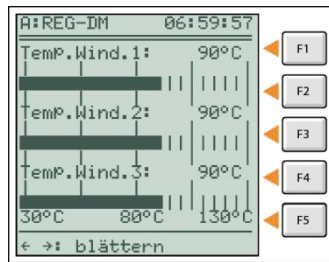 A:REG-DM 06:59:57
Temp.Wind.1: 90°C
Temp.Wind.2: 90°C
Temp.Wind.3: 90°C
30°C 80°C 130°C
← →: blättern
F1
F2
F3
F4
F5